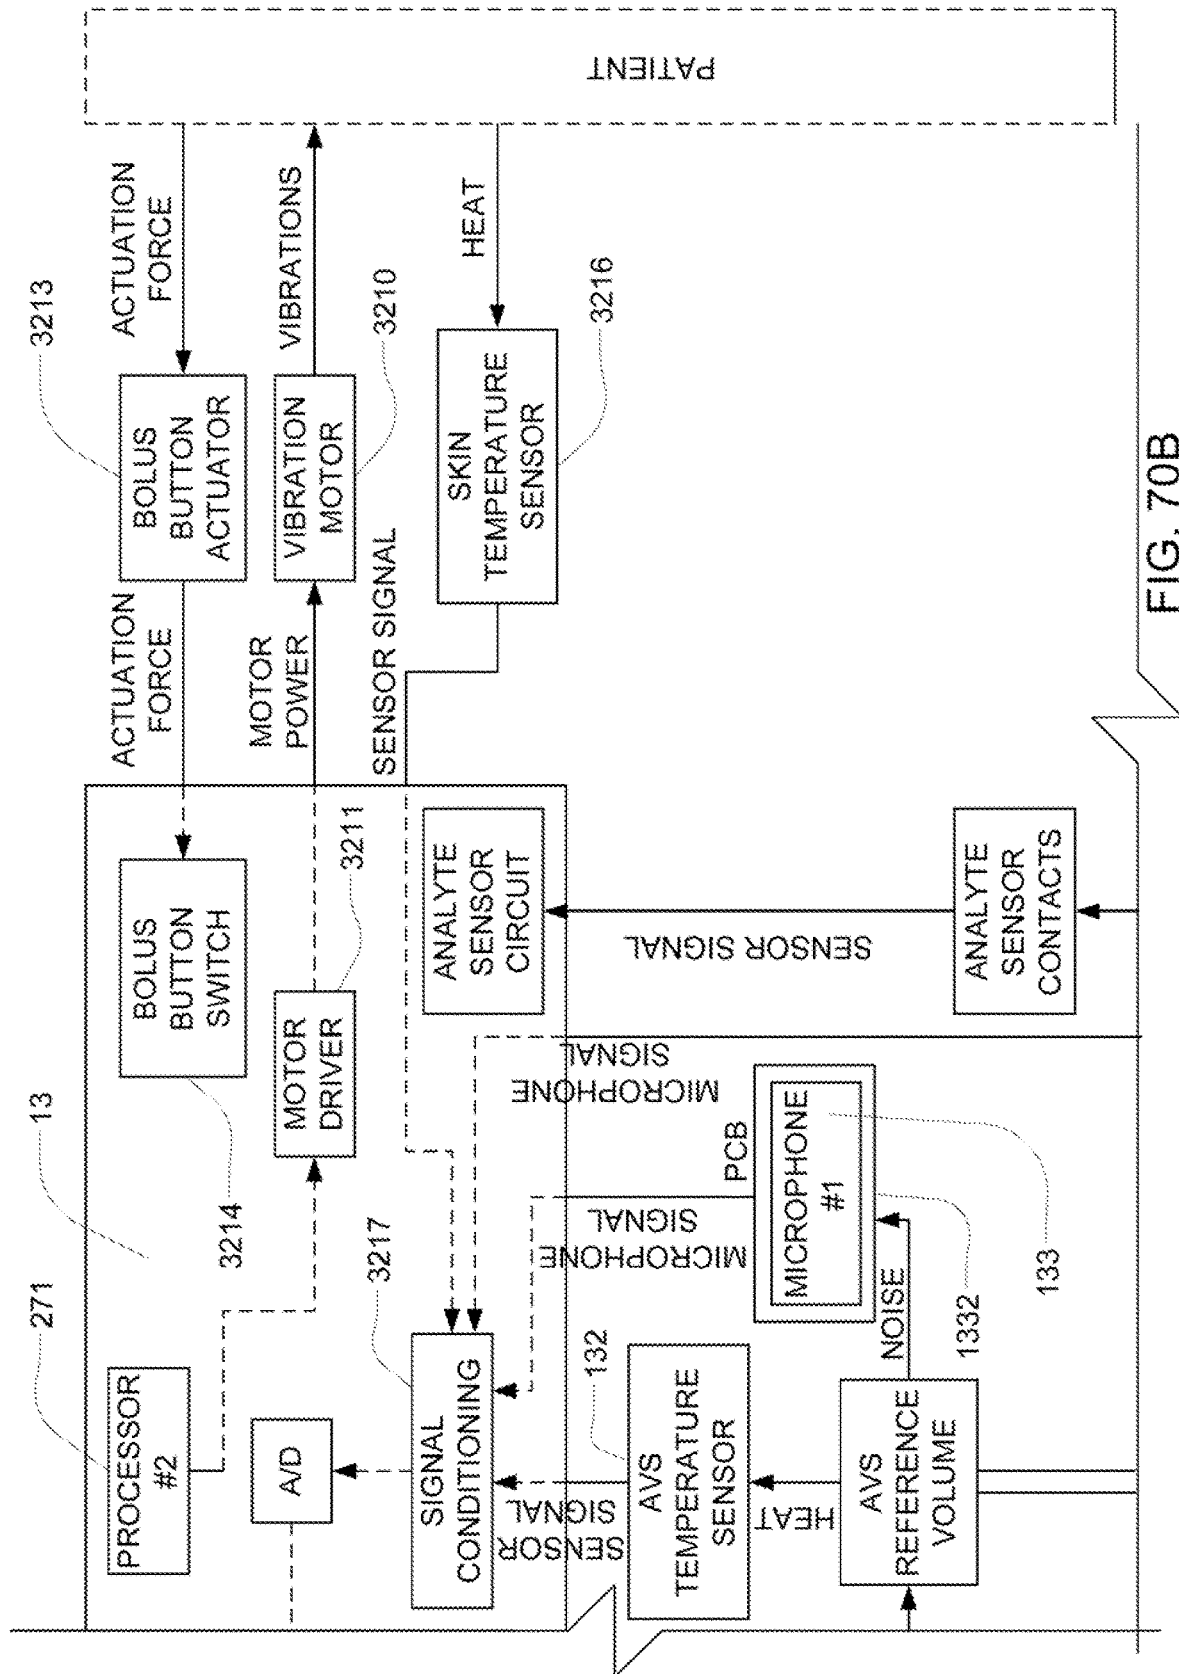 PATIENT
ACTUATION
FORCE
VIBRATIONS
HEAT
3213
3210
3216
BOLUS
BUTTON
ACTUATOR
VIBRATION
MOTOR
SKIN
TEMPERATURE
SENSOR
ACTUATION
FORCE
MOTOR
POWER
SENSOR SIGNAL
13
3214
BOLUS
BUTTON
SWITCH
3211
MOTOR
DRIVER
ANALYTE
SENSOR
CIRCUIT
SENSOR SIGNAL
ANALYTE
SENSOR
CONTACTS
271
PROCESSOR
#2
A/D
3217
SIGNAL
CONDITIONING
MICROPHONE
SIGNAL
MICROPHONE
SIGNAL
PCB
MICROPHONE
#1
133
1332
NOISE
SENSOR
SIGNAL
132
AVS
TEMPERATURE
SENSOR
HEAT
AVS
REFERENCE
VOLUME
FIG. 70B